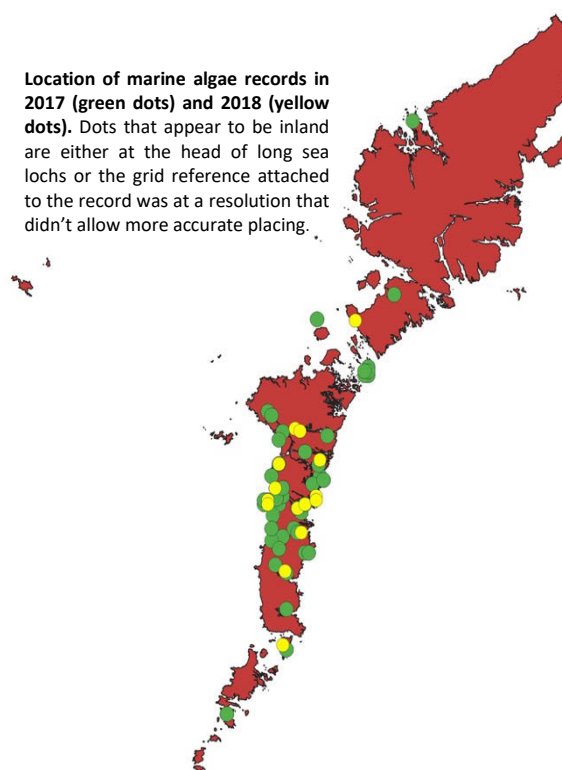 Location of marine algae records in
2017 (green dots) and 2018 (yellow
dots). Dots that appear to be inland
are either at the head of long sea
lochs or the grid reference attached
to the record was at a resolution that
didn’t allow more accurate placing.